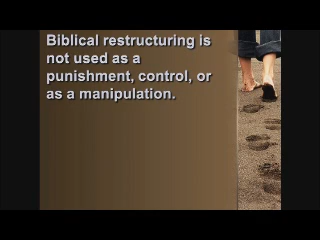 Biblical restructuring is
not used as a
punishment, control, or
as a manipulation.